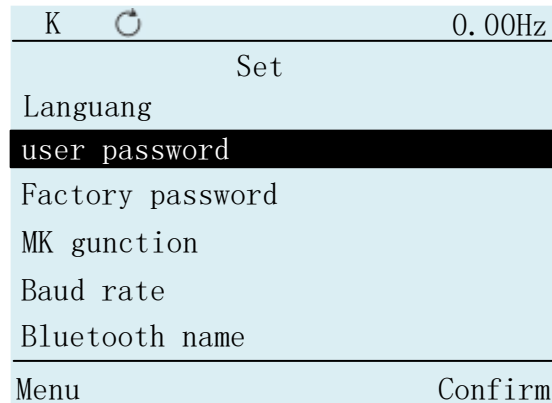 K 0.00Hz
Set
Languang
user password
Factory password
MK gunction
Baud rate
Bluetooth name
Menu Confirm